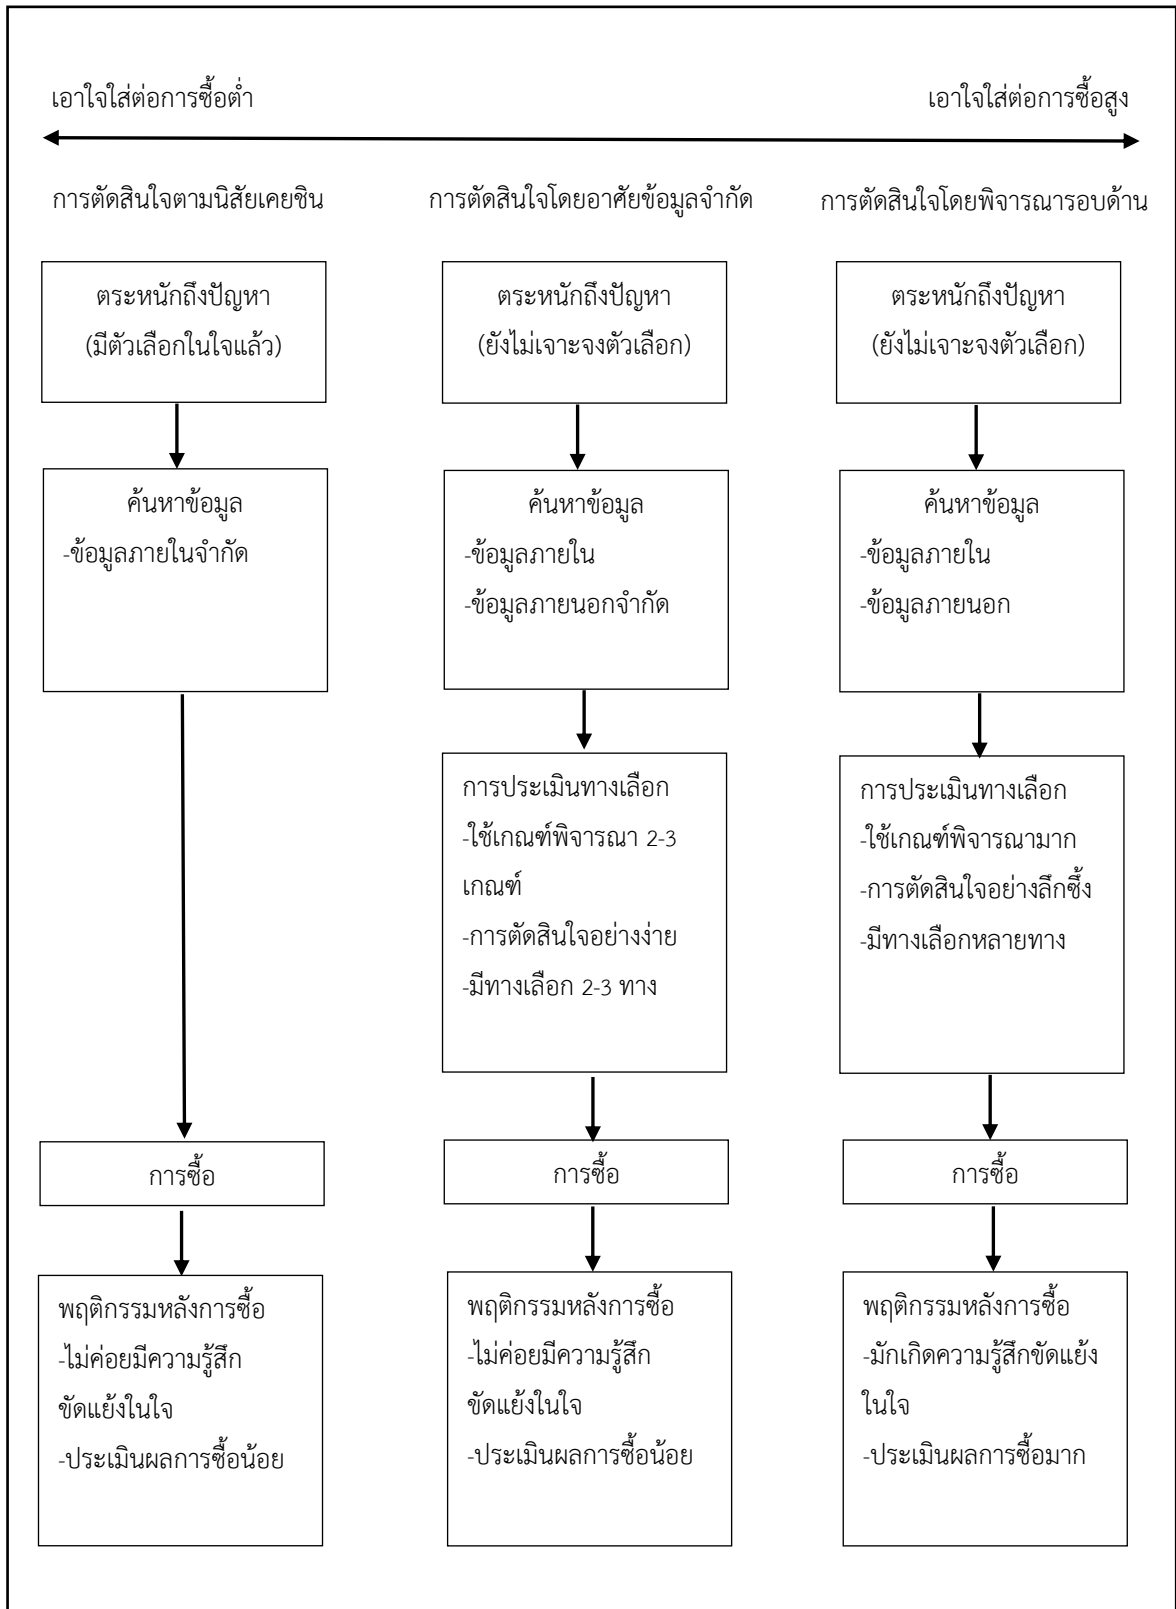 เอาใจใส่ต่อการซื้อต่ำ
เอาใจใส่ต่อการซื้อสูง
การตัดสินใจตามนิสัยเคยชิน
การตัดสินใจโดยอาศัยข้อมูลจำกัด
การตัดสินใจโดยพิจารณารอบด้าน
ตระหนักถึงปัญหา
(มีตัวเลือกในใจแล้ว)
ตระหนักถึงปัญหา
(ยังไม่เจาะจงตัวเลือก)
ตระหนักถึงปัญหา
(ยังไม่เจาะจงตัวเลือก)
ค้นหาข้อมูล
-ข้อมูลภายในจำกัด
ค้นหาข้อมูล
-ข้อมูลภายใน
-ข้อมูลภายนอกจำกัด
ค้นหาข้อมูล
-ข้อมูลภายใน
-ข้อมูลภายนอก
การประเมินทางเลือก
-ใช้เกณฑ์พิจารณา 2-3
เกณฑ์
-การตัดสินใจอย่างง่าย
-มีทางเลือก 2-3 ทาง
การประเมินทางเลือก
-ใช้เกณฑ์พิจารณามาก
-การตัดสินใจอย่างลึกซึ้ง
-มีทางเลือกหลายทาง
การซื้อ
การซื้อ
การซื้อ
พฤติกรรมหลังการซื้อ
-ไม่ค่อยมีความรู้สึก
ขัดแย้งในใจ
-ประเมินผลการซื้อน้อย
พฤติกรรมหลังการซื้อ
-ไม่ค่อยมีความรู้สึก
ขัดแย้งในใจ
-ประเมินผลการซื้อน้อย
พฤติกรรมหลังการซื้อ
-มักเกิดความรู้สึกขัดแย้ง
ในใจ
-ประเมินผลการซื้อมาก